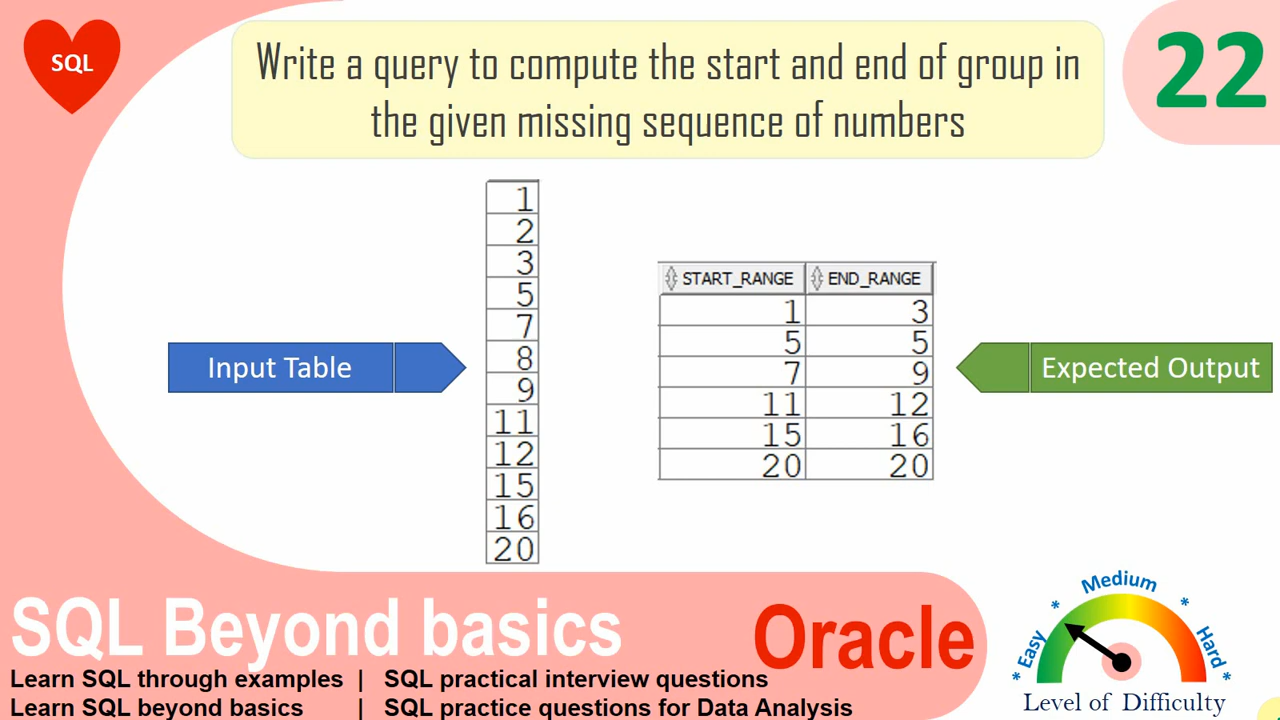 SQL
Write a query to compute the start and end of group in
the given missing sequence of numbers
22
Input Table
1
2
3
5
7
8
9
11
12
15
16
20
START_RANGE END_RANGE
1 3
5 5
7 9
11 12
15 16
20 20
Expected Output
SQL Beyond basics
Oracle
Learn SQL through examples | SQL practical interview questions
Learn SQL beyond basics | SQL practice questions for Data Analysis
* Easy * Medium * Hard *
Level of Difficulty